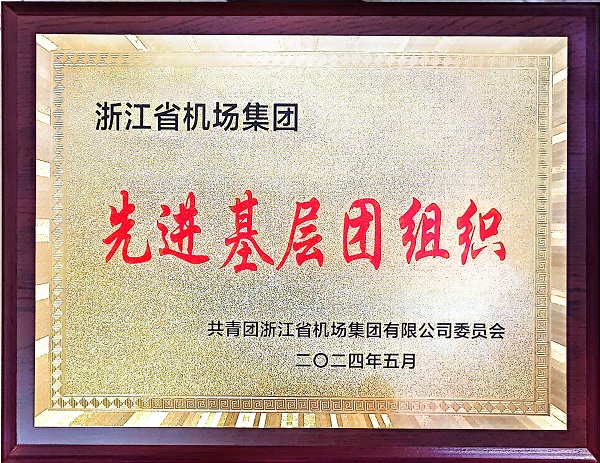 浙江省机场集团
先进基层团组织
共青团浙江省机场集团有限公司委员会
二〇二四年五月